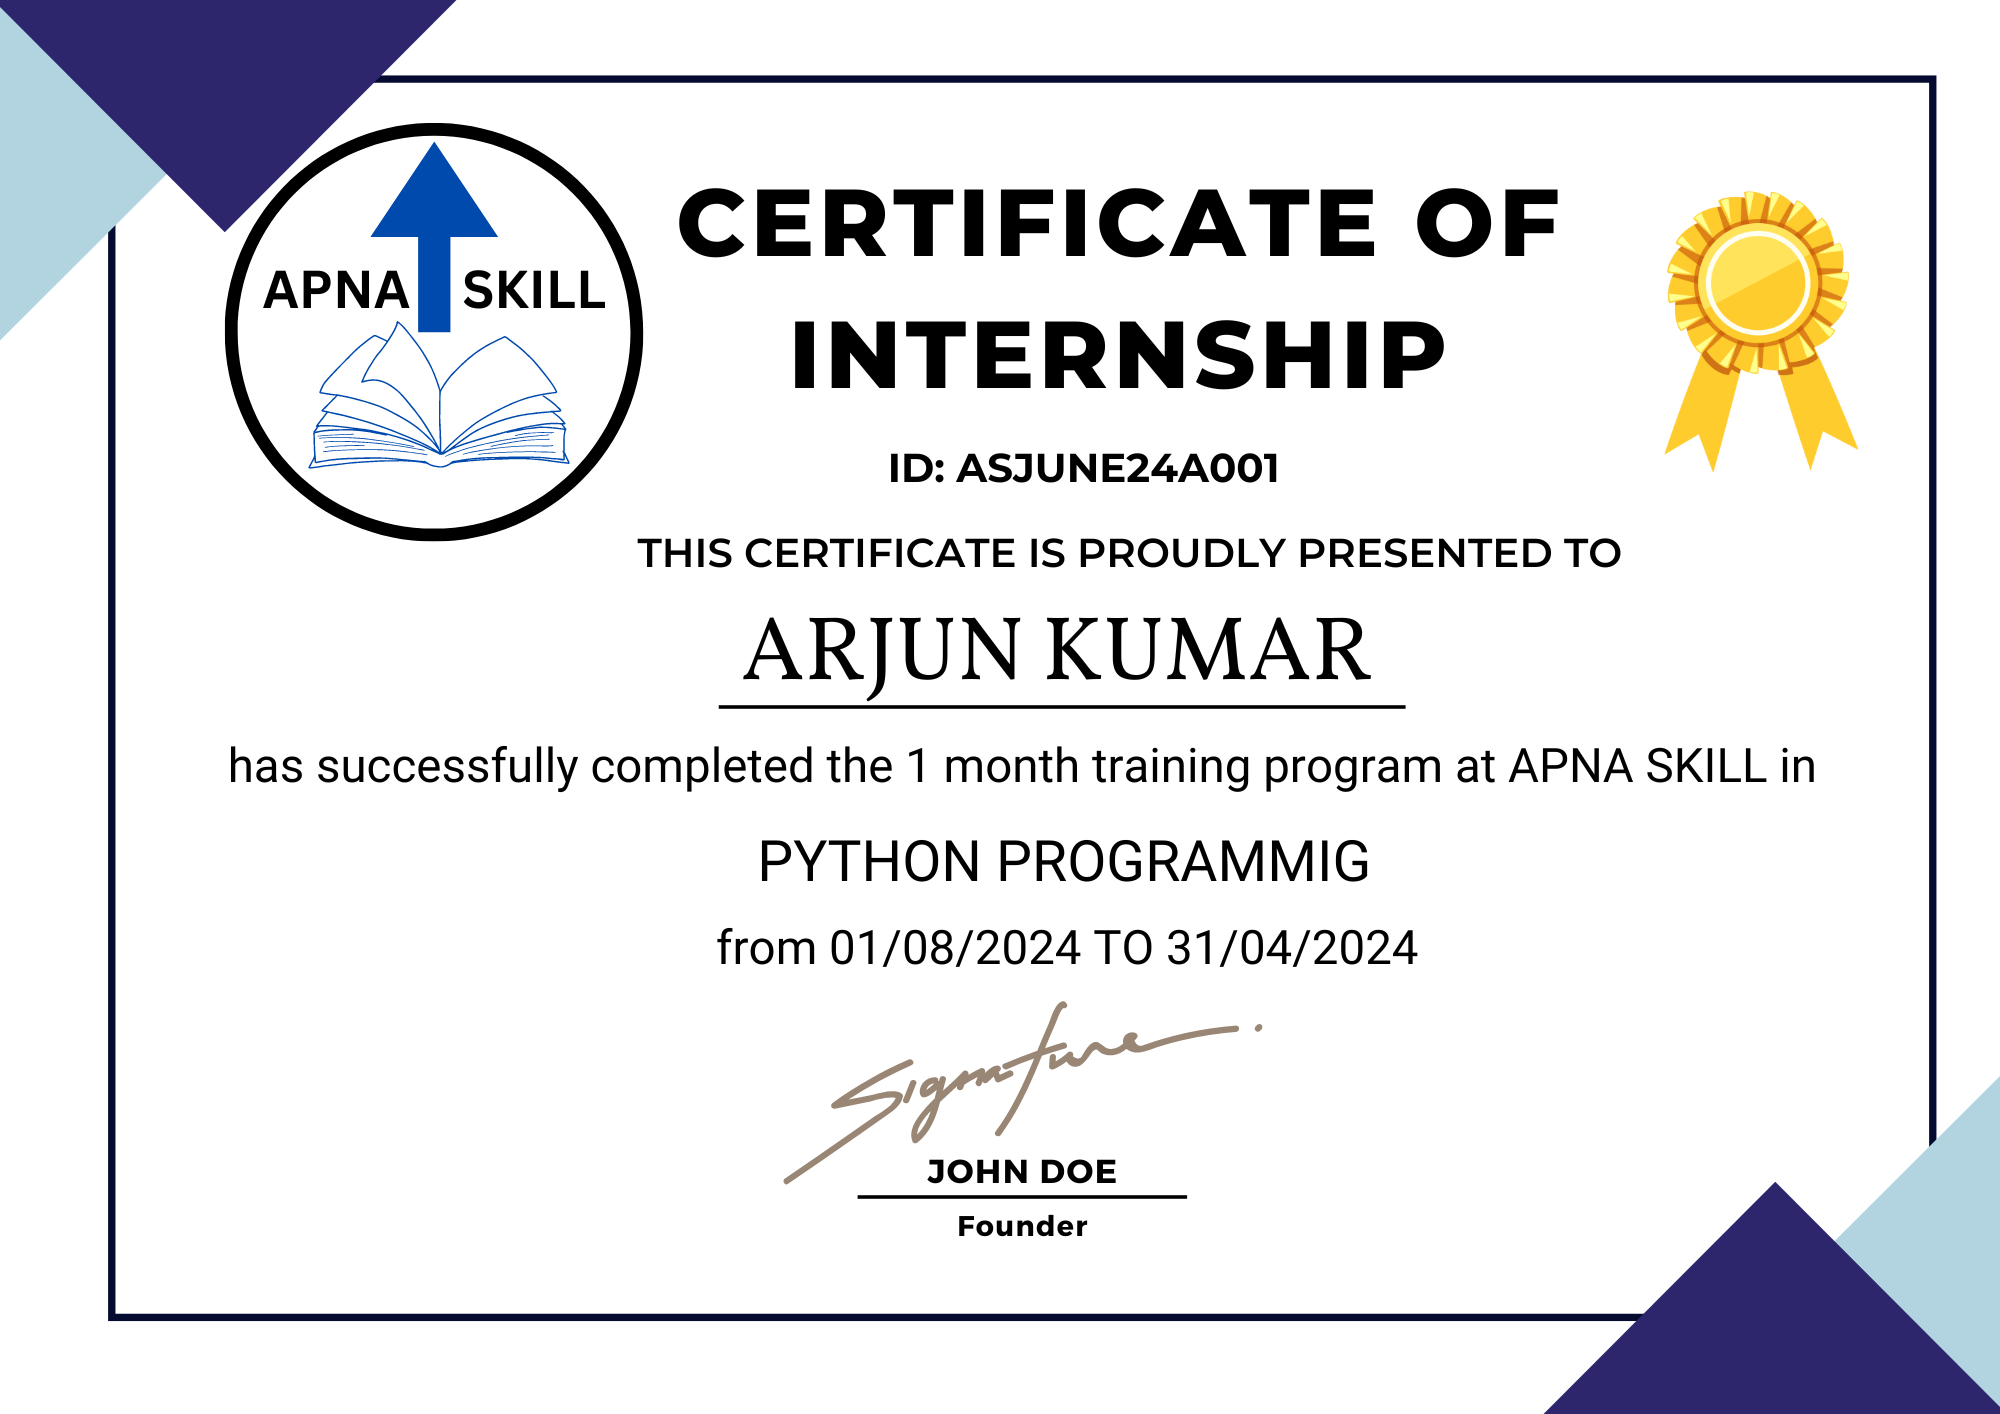 APNA SKILL
CERTIFICATE OF
INTERNSHIP
ID: ASJUNE24A001
THIS CERTIFICATE IS PROUDLY PRESENTED TO
ARJUN KUMAR
has successfully completed the 1 month training program at APNA SKILL in
PYTHON PROGRAMMIG
from 01/08/2024 TO 31/04/2024
Signature
JOHN DOE
Founder